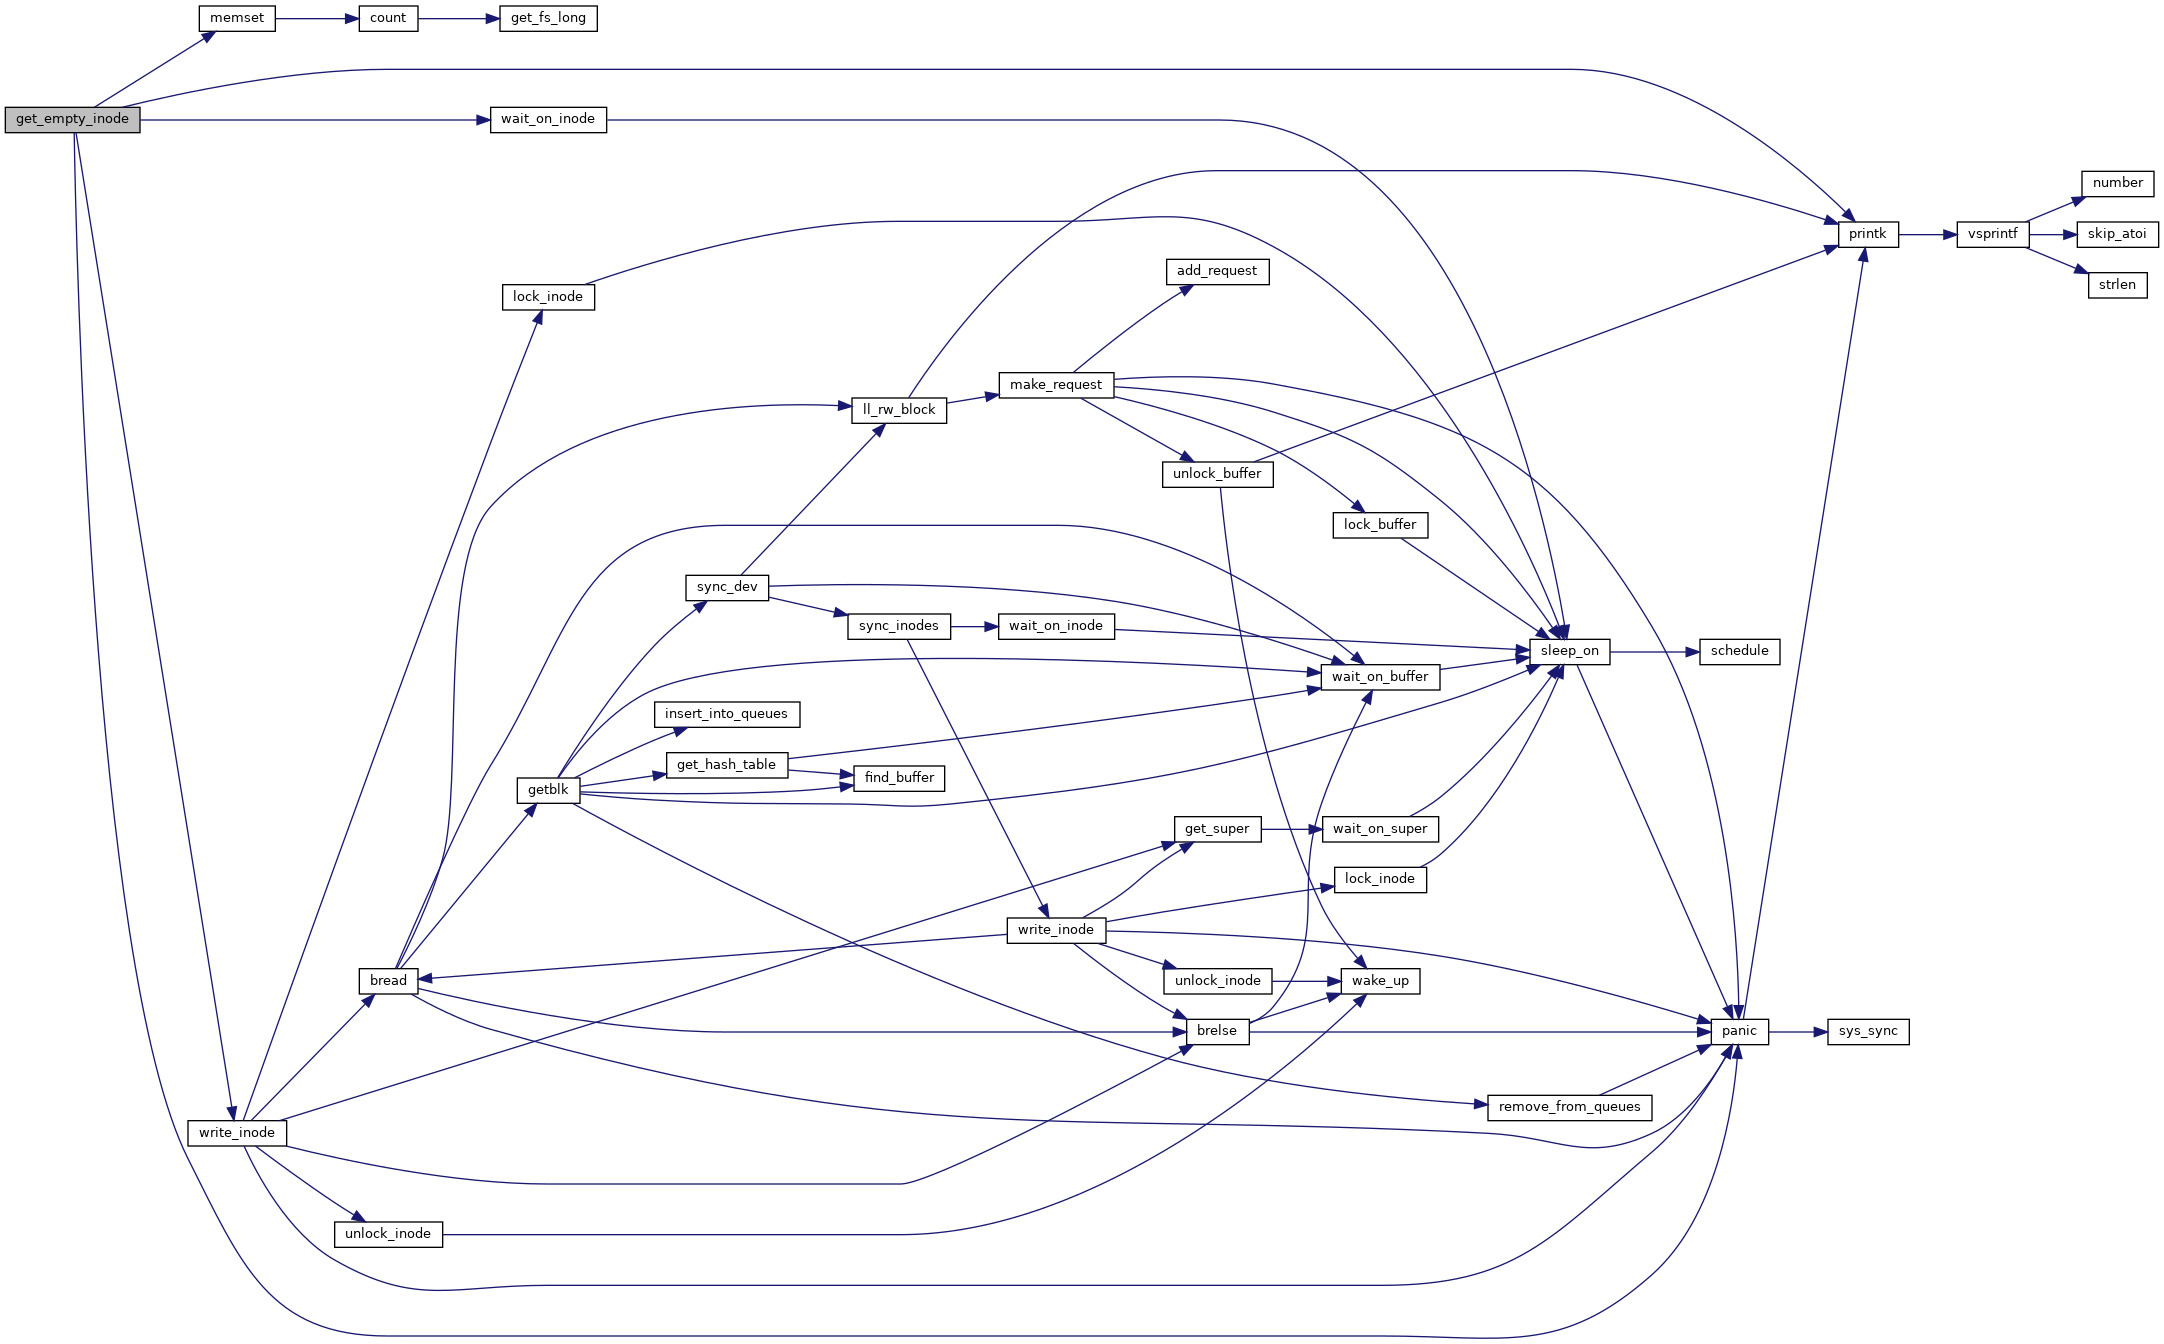 memset
count
get_fs_long
get_empty_inode
wait_on_inode
number
printk
vsprintf
skip_atoi
strlen
add_request
lock_inode
make_request
ll_rw_block
unlock_buffer
lock_buffer
sync_dev
sync_inodes
wait_on_inode
sleep_on
schedule
wait_on_buffer
insert_into_queues
get_hash_table
find_buffer
getblk
get_super
wait_on_super
lock_inode
write_inode
bread
unlock_inode
wake_up
brelse
panic
sys_sync
remove_from_queues
write_inode
unlock_inode